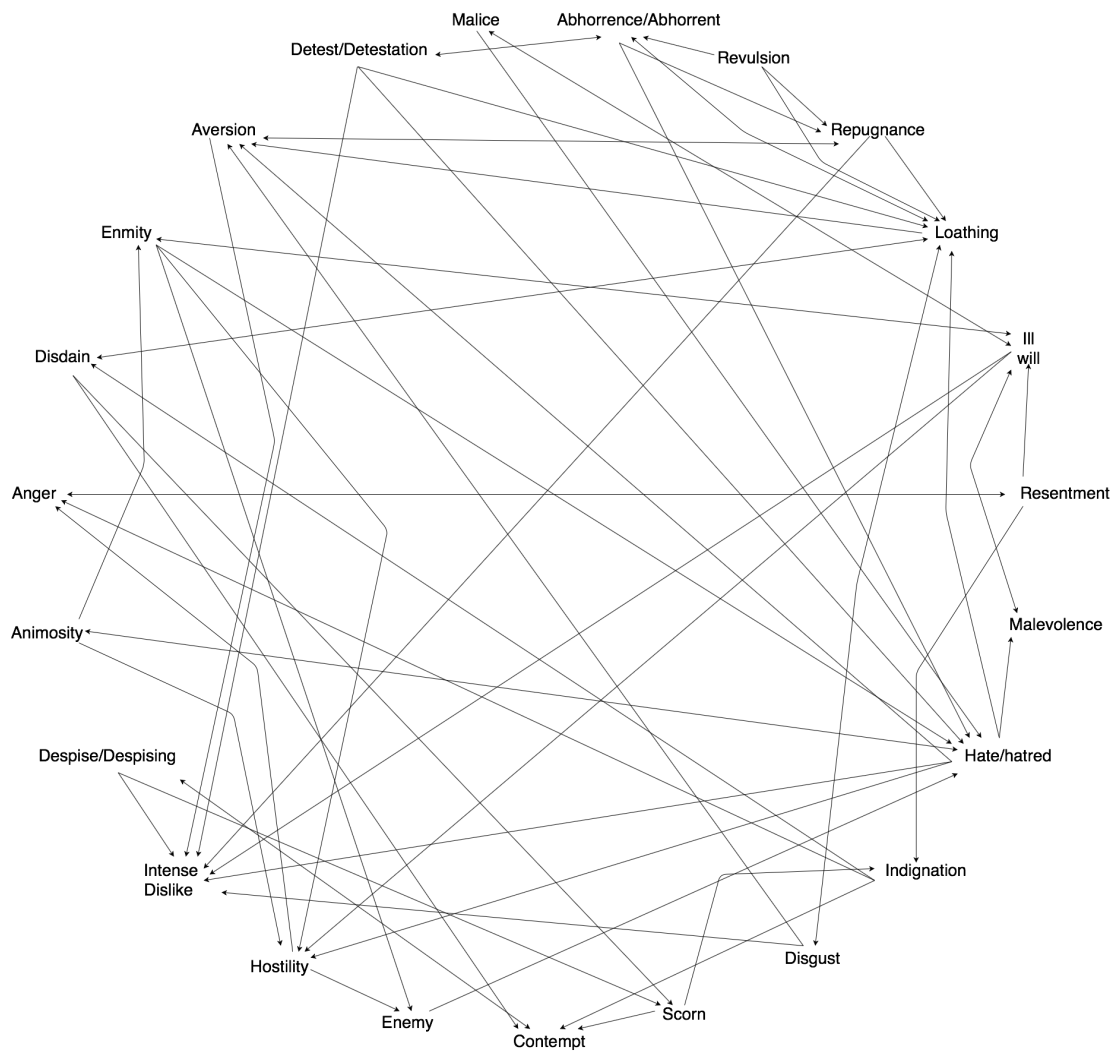 Malice
Abhorrence/Abhorrent
Detest/Detestation
Revulsion
Aversion
Repugnance
Enmity
Loathing
Disdain
Ill
will
Anger
Resentment
Animosity
Malevolence
Despise/Despising
Hate/hatred
Intense
Dislike
Indignation
Hostility
Disgust
Enemy
Scorn
Contempt